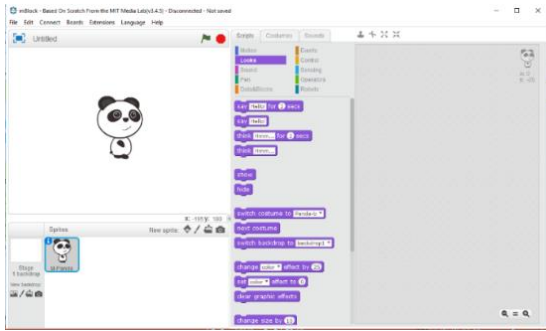 mBlock - Based On Scratch From the MIT Media Lab(v3.4.5) - Disconnected - Not saved
File Edit Connect Boards Extensions Language Help
Untitled
Scripts Costumes Sounds
Motion Events
Looks Control
Sound Sensing
Pen Operators
Data&Blocks Robots
say Hello! for 2 secs
say Hello!
think Hmm... for 2 secs
think Hmm...
show
hide
switch costume to
next costume
switch backdrop to backdrop1
change color effect by 25
set color effect to 0
clear graphic effects
change size by 10
Sprites New sprite:
Stage
1 backdrop
New backdrop
M-Panda